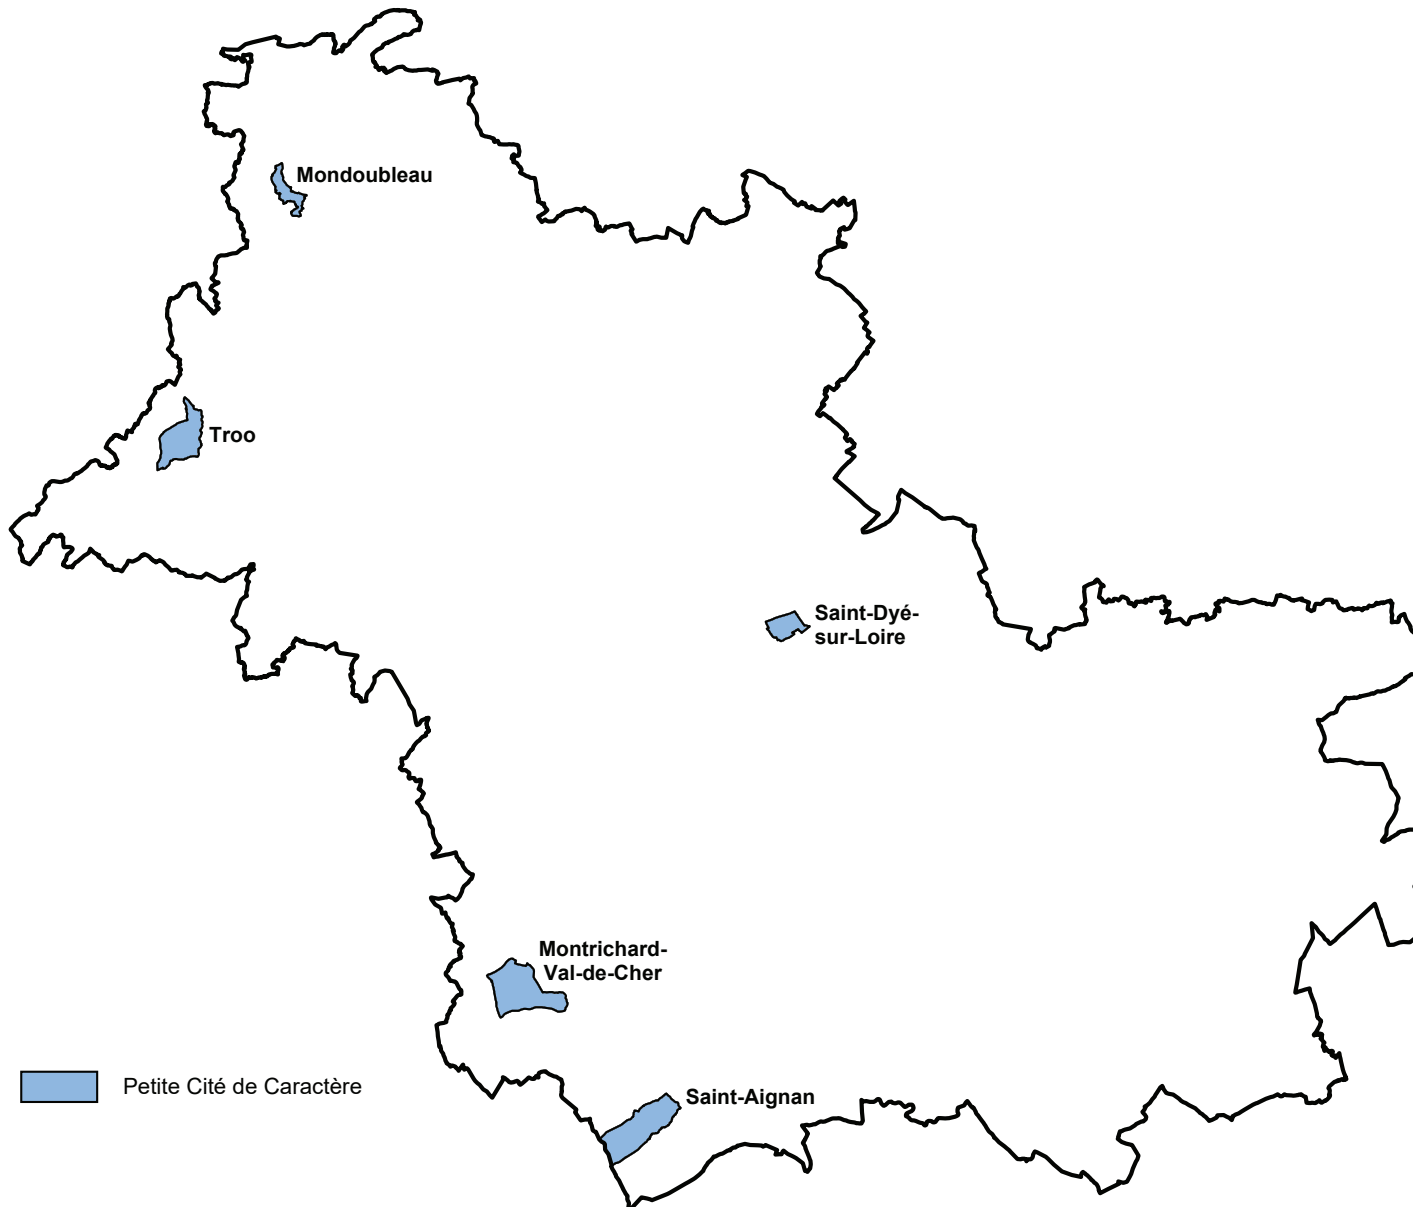 Mondoubleau
Troo
Saint-Dyé-
sur-Loire
Montrichard-
Val-de-Cher
Petite Cité de Caractère
Saint-Aignan